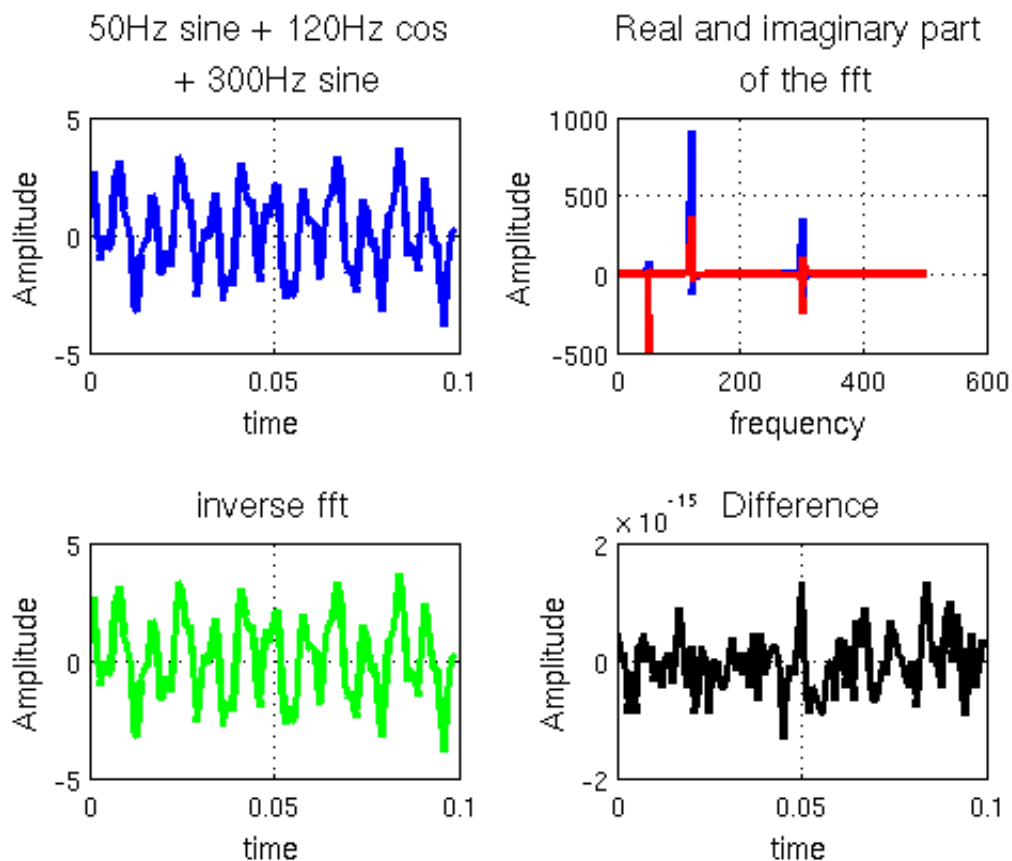 50Hz sine + 120Hz cos
+ 300Hz sine
5
0
-5
Amplitude
0
0.05
0.1
time
Real and imaginary part
of the fft
1000
500
0
-500
Amplitude
0
200
400
600
frequency
inverse fft
5
0
-5
Amplitude
0
0.05
0.1
time
× 10⁻¹⁵
Difference
2
0
-2
Amplitude
0
0.05
0.1
time